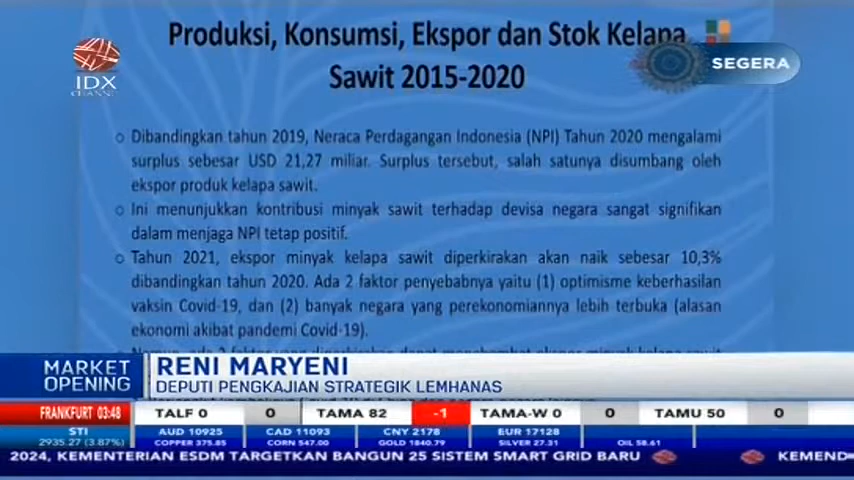 Produksi, Konsumsi, Ekspor dan Stok Kelapa
Sawit 2015-2020
IDX
CHANNEL
SEGERA
Dibandingkan tahun 2019, Neraca Perdagangan Indonesia (NPI) Tahun 2020 mengalami
surplus sebesar USD 21,27 miliar. Surplus tersebut, salah satunya disumbang oleh
ekspor produk kelapa sawit.
Ini menunjukkan kontribusi minyak sawit terhadap devisa negara sangat signifikan
dalam menjaga NPI tetap positif.
Tahun 2021, ekspor minyak kelapa sawit diperkirakan akan naik sebesar 10,3%
dibandingkan tahun 2020. Ada 2 faktor penyebabnya yaitu (1) optimisme keberhasilan
vaksin Covid-19, dan (2) banyak negara yang perekonomiannya lebih terbuka (alasan
ekonomi akibat pandemi Covid-19).
MARKET
OPENING
RENI MARYENI
DEPUTI PENGKAJIAN STRATEGIK LEMHANAS
FRANKFURT 03:48
TALF 0 0 TAMA 82 -1 TAMA-W 0 0 TAMU 50 0
STI
2935.27 (3.87%)
AUD 10925 CAD 11093 CNY 2178 EUR 17128
COPPER 375.85 CORN 547.00 GOLD 1840.79 SILVER 27.31 OIL 58.61
2024, KEMENTERIAN ESDM TARGETKAN BANGUN 25 SISTEM SMART GRID BARU KEMEND